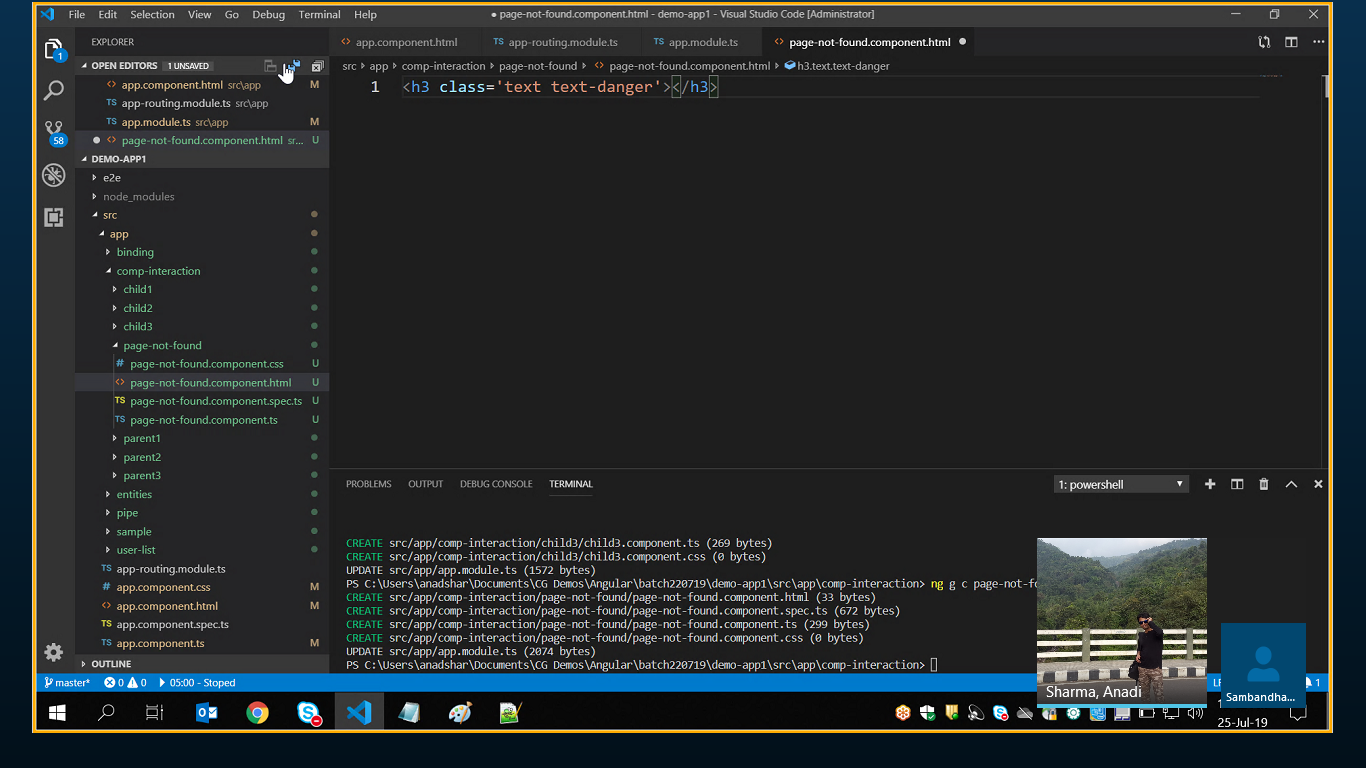 File Edit Selection View Go Debug Terminal Help
● page-not-found.component.html - demo-app1 - Visual Studio Code [Administrator]
1
58
EXPLORER
OPEN EDITORS 1 UNSAVED
app.component.html src\app M
TS app-routing.module.ts src\app
TS app.module.ts src\app M
page-not-found.component.html sr... U
DEMO-APP1
e2e
node_modules
src
app
binding
comp-interaction
child1
child2
child3
page-not-found
# page-not-found.component.css U
page-not-found.component.html U
TS page-not-found.component.spec.ts U
TS page-not-found.component.ts U
parent1
parent2
parent3
entities
pipe
sample
user-list
TS app-routing.module.ts
app.component.css M
app.component.html M
app.component.spec.ts
app.component.ts M
OUTLINE
app.component.html TS app-routing.module.ts TS app.module.ts page-not-found.component.html
src app comp-interaction page-not-found page-not-found.component.html h3.text.text-danger
1 <h3 class='text text-danger'></h3>
PROBLEMS OUTPUT DEBUG CONSOLE TERMINAL 1: powershell
CREATE src/app/comp-interaction/child3/child3.component.ts (269 bytes)
CREATE src/app/comp-interaction/child3/child3.component.css (0 bytes)
UPDATE src/app/app.module.ts (1572 bytes)
PS C:\Users\anadshar\Documents\CG Demos\Angular\batch220719\demo-app1\src\app\comp-interaction> ng g c page-not-fo
CREATE src/app/comp-interaction/page-not-found/page-not-found.component.html (33 bytes)
CREATE src/app/comp-interaction/page-not-found/page-not-found.component.spec.ts (672 bytes)
CREATE src/app/comp-interaction/page-not-found/page-not-found.component.ts (299 bytes)
CREATE src/app/comp-interaction/page-not-found/page-not-found.component.css (0 bytes)
UPDATE src/app/app.module.ts (2074 bytes)
PS C:\Users\anadshar\Documents\CG Demos\Angular\batch220719\demo-app1\src\app\comp-interaction>
master* 0 0 05:00 - Stoped
1
Sharma, Anadi
Sambandha...
25-Jul-19